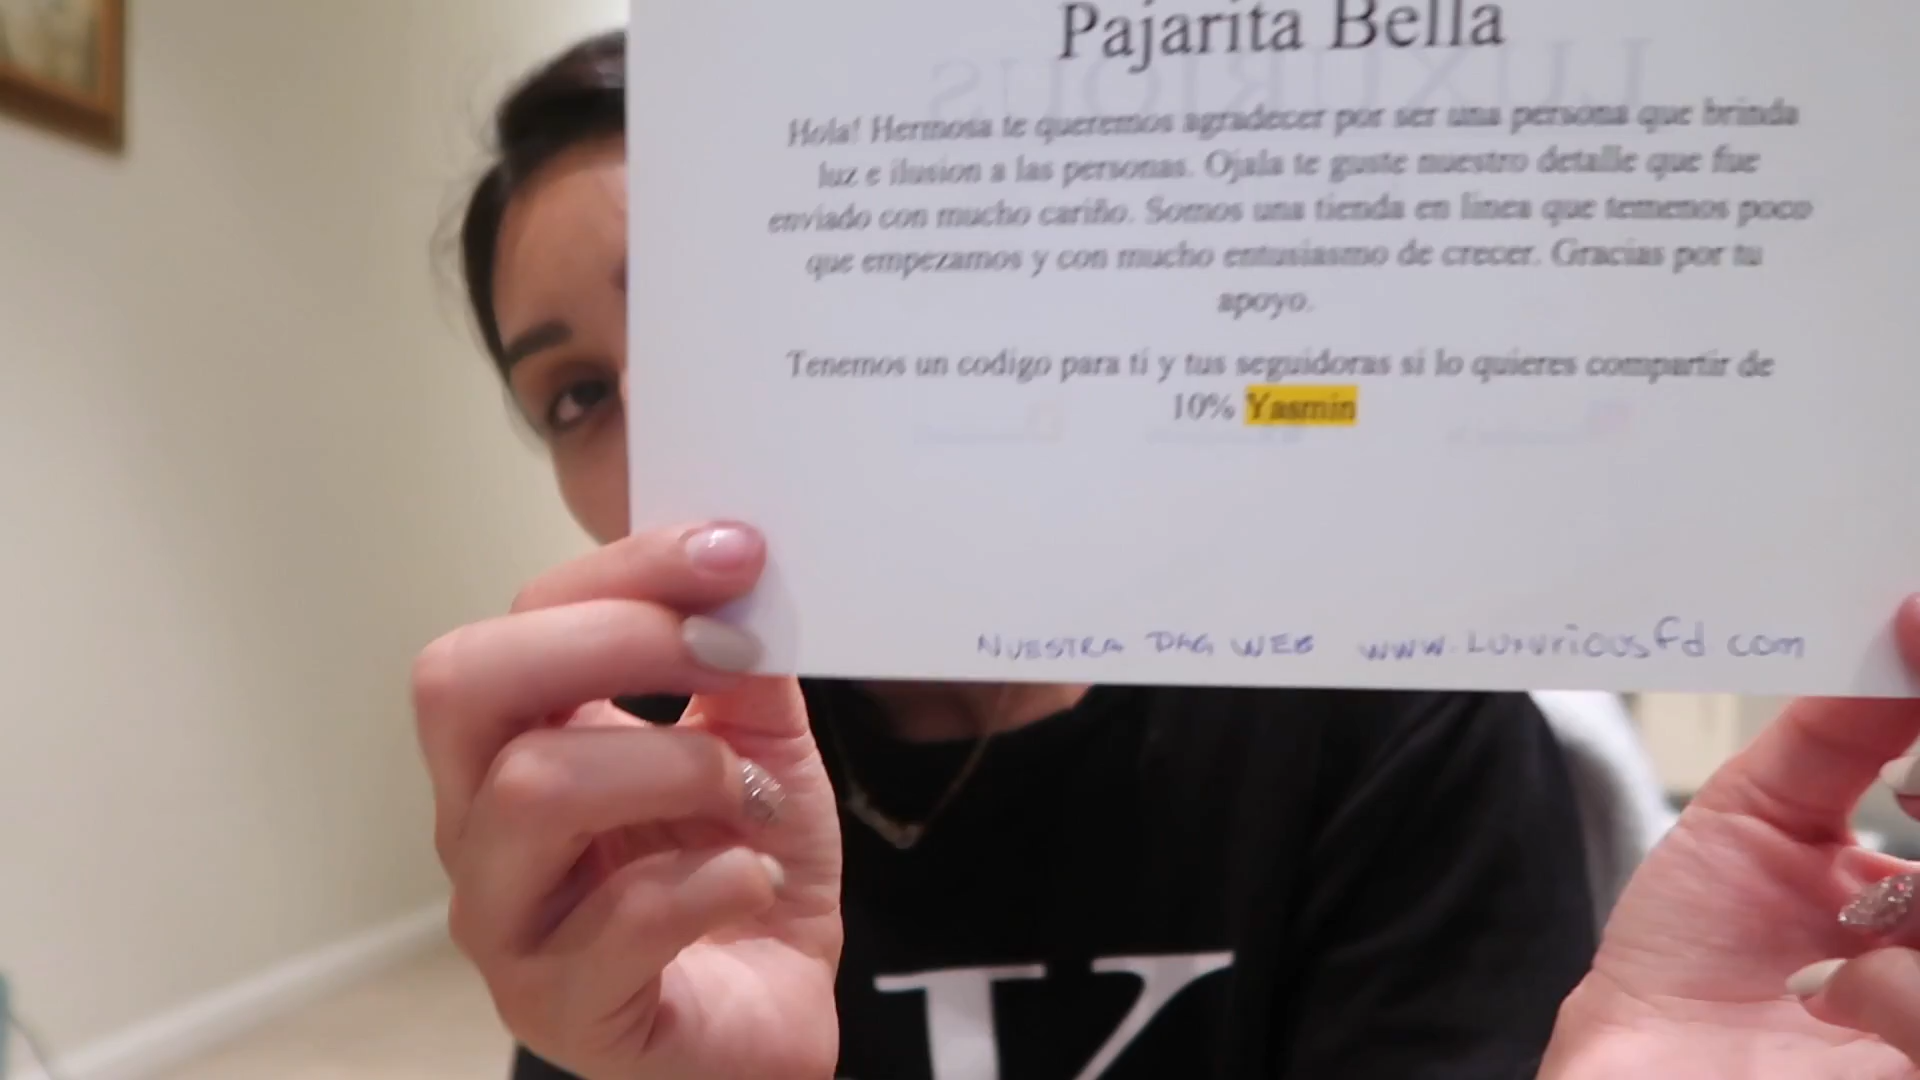 Pajarita Bella
LUXURIOUS
Hola! Hermosa te queremos agradecer por ser una persona que brinda
luz e ilusion a las personas. Ojala te guste nuestro detalle que fue
enviado con mucho cariño. Somos una tienda en linea que temenos poco
que empezamos y con mucho entusiasmo de crecer. Gracias por tu
apoyo.
Tenemos un codigo para ti y tus seguidoras si lo quieres compartir de
10% Yasmin
NUESTRA PAG WEB www.Luxuriousfd com